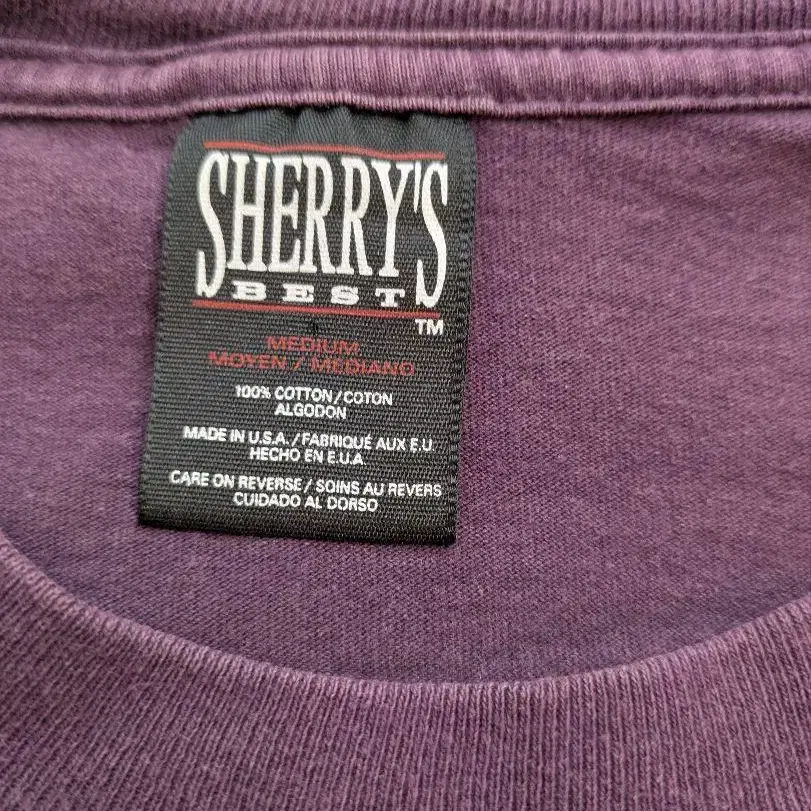 SHERRY'S
BEST
TM
MEDIUM
MOYEN / MEDIANO
100% COTTON/COTON
ALGODON
MADE IN U.S.A./FABRIQUÉ AUX E.U.
HECHO EN E.U.A.
CARE ON REVERSE / SOINS AU REVERS
CUIDADO AL DORSO